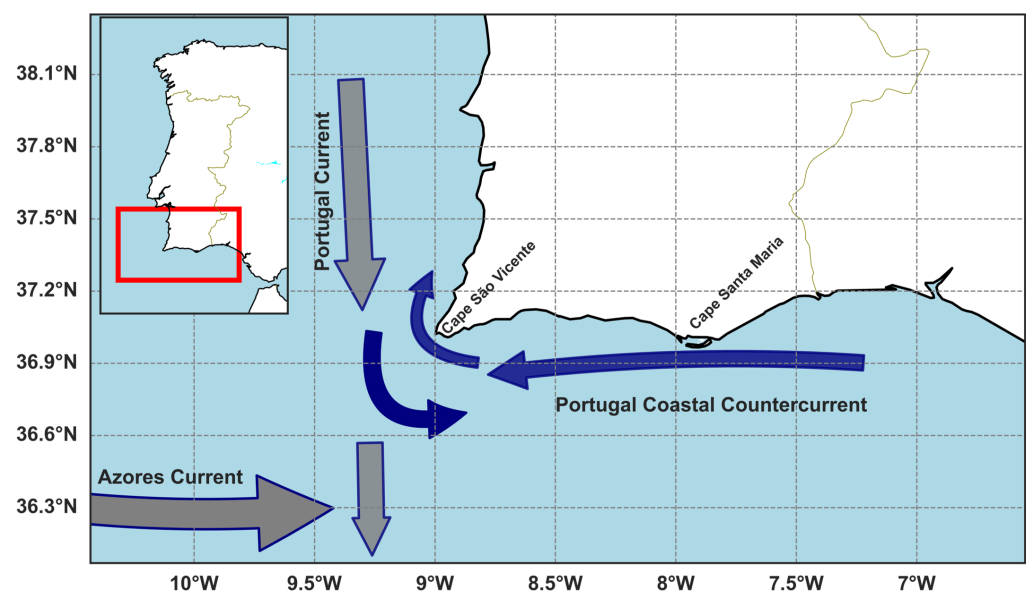 38.1°N
37.8°N
37.5°N
37.2°N
36.9°N
36.6°N
36.3°N
Portugal Current
Cape São Vicente
Cape Santa Maria
Portugal Coastal Countercurrent
Azores Current
10°W
9.5°W
9°W
8.5°W
8°W
7.5°W
7°W